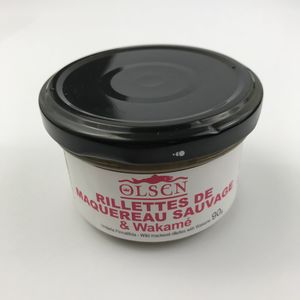 OLSEN
RILLETTES DE
MAQUEREAU SAUVAGE
& Wakamé
90g